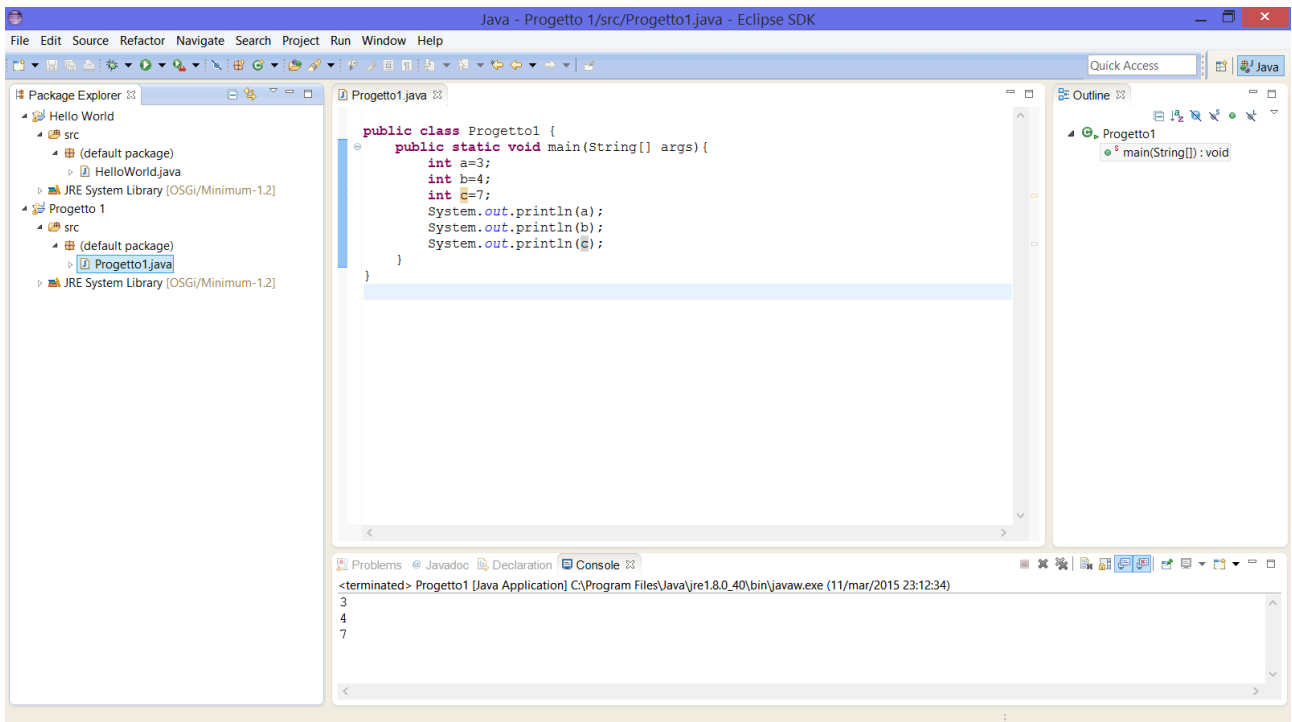 Java - Progetto 1/src/Progetto1.java - Eclipse SDK
File Edit Source Refactor Navigate Search Project Run Window Help
Quick Access
Java
Package Explorer
Hello World
src
(default package)
HelloWorld.java
JRE System Library [OSGi/Minimum-1.2]
Progetto 1
src
(default package)
Progetto1.java
JRE System Library [OSGi/Minimum-1.2]
Progetto1.java
public class Progetto1 {
public static void main(String[] args){
int a=3;
int b=4;
int c=7;
System.out.println(a);
System.out.println(b);
System.out.println(c);
}
}
Outline
Progetto1
main(String[]) : void
Problems @ Javadoc Declaration Console
<terminated> Progetto1 [Java Application] C:\Program Files\Java\jre1.8.0_40\bin\javaw.exe (11/mar/2015 23:12:34)
3
4
7